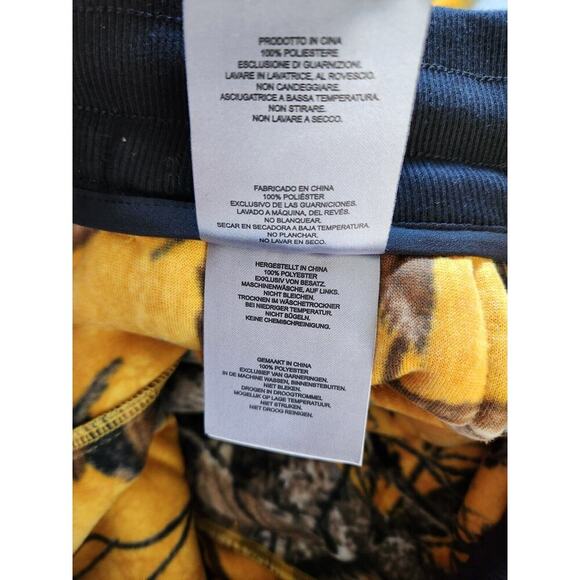 PRODOTTO IN CINA
100% POLIESTERE
ESCLUSIONE DI GUARNIZIONI.
LAVARE IN LAVATRICE, AL ROVESCIO.
NON CANDEGGIARE.
ASCIUGATRICE A BASSA TEMPERATURA.
NON STIRARE.
NON LAVARE A SECCO.
FABRICADO EN CHINA
100% POLIÉSTER
EXCLUSIVO DE LAS GUARNICIONES.
LAVADO A MÁQUINA, DEL REVÉS.
NO BLANQUEAR.
SECAR EN SECADORA A BAJA TEMPERATURA
NO PLANCHAR.
NO LAVAR EN SECO.
HERGESTELLT IN CHINA
100% POLYESTER
EXKLUSIV VON BESATZ.
MASCHINENWÄSCHE, AUF LINKS.
NICHT BLEICHEN.
TROCKNEN IM WÄSCHETROCKNER
BEI NIEDRIGER TEMPERATUR.
NICHT BÜGELN.
KEINE CHEMISCHREINIGUNG.
GEMAAKT IN CHINA
100% POLYESTER
EXCLUSIEF VAN GARNERINGEN.
IN DE MACHINE WASSEN, BINNENSTEBUITEN.
NIET BLEKEN.
DROGEN IN DROOGTROMMEL
MOGELIJK OP LAGE TEMPERATUUR.
NIET STRIJKEN.
NIET DROOG REINIGEN.